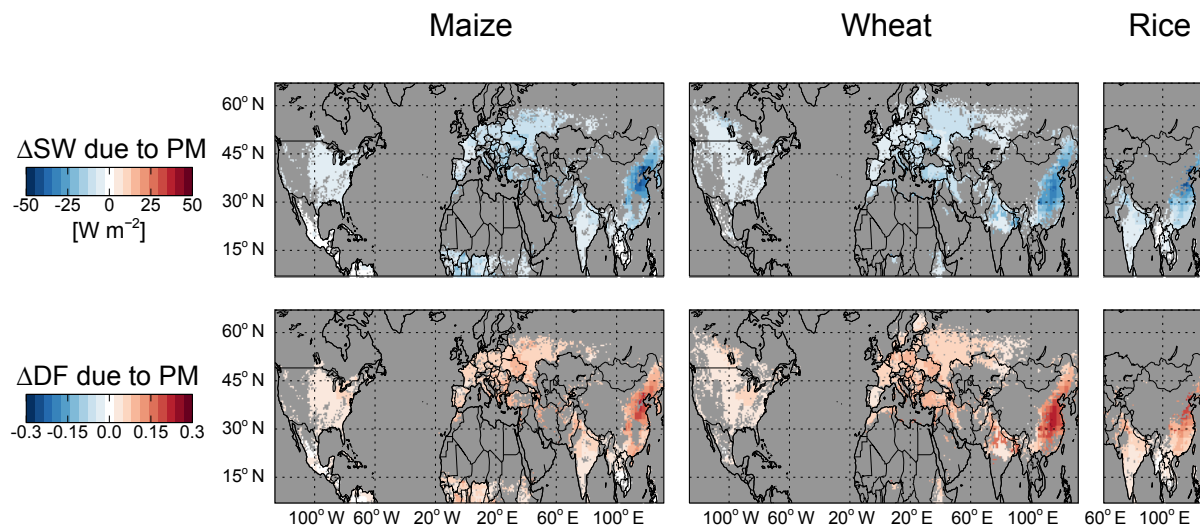 Maize Wheat Rice
60° N
45° N
30° N
15° N
ΔSW due to PM
-50 -25 0 25 50
[W m⁻²]
60° N
45° N
30° N
15° N
ΔDF due to PM
-0.3 -0.15 0.0 0.15 0.3
100° W 60° W 20° W 20° E 60° E 100° E 100° W 60° W 20° W 20° E 60° E 100° E 60° E 100° E